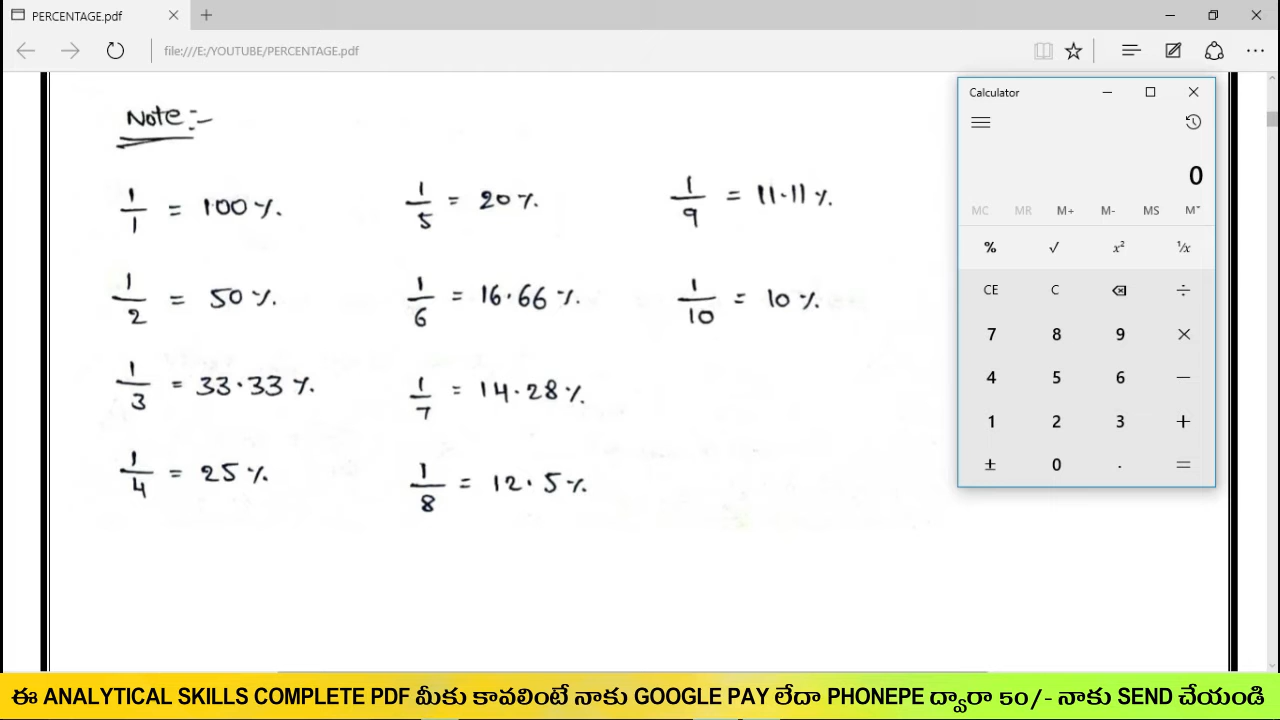 PERCENTAGE.pdf
file:///E:/YOUTUBE/PERCENTAGE.pdf
Note:-
1/1 = 100%.
1/2 = 50%.
1/3 = 33.33%.
1/4 = 25%.
1/5 = 20%.
1/6 = 16.66%.
1/7 = 14.28%.
1/8 = 12.5%.
1/9 = 11.11%.
1/10 = 10%.
Calculator
0
MC MR M+ M- MS M˅
% √ x² ¹/x
CE C ⌫ ÷
7 8 9 ×
4 5 6 −
1 2 3 +
± 0 . =
ఈ ANALYTICAL SKILLS COMPLETE PDF మీకు కావలింటే నాకు GOOGLE PAY లేదా PHONEPE ద్వారా 50/- నాకు SEND చేయండి